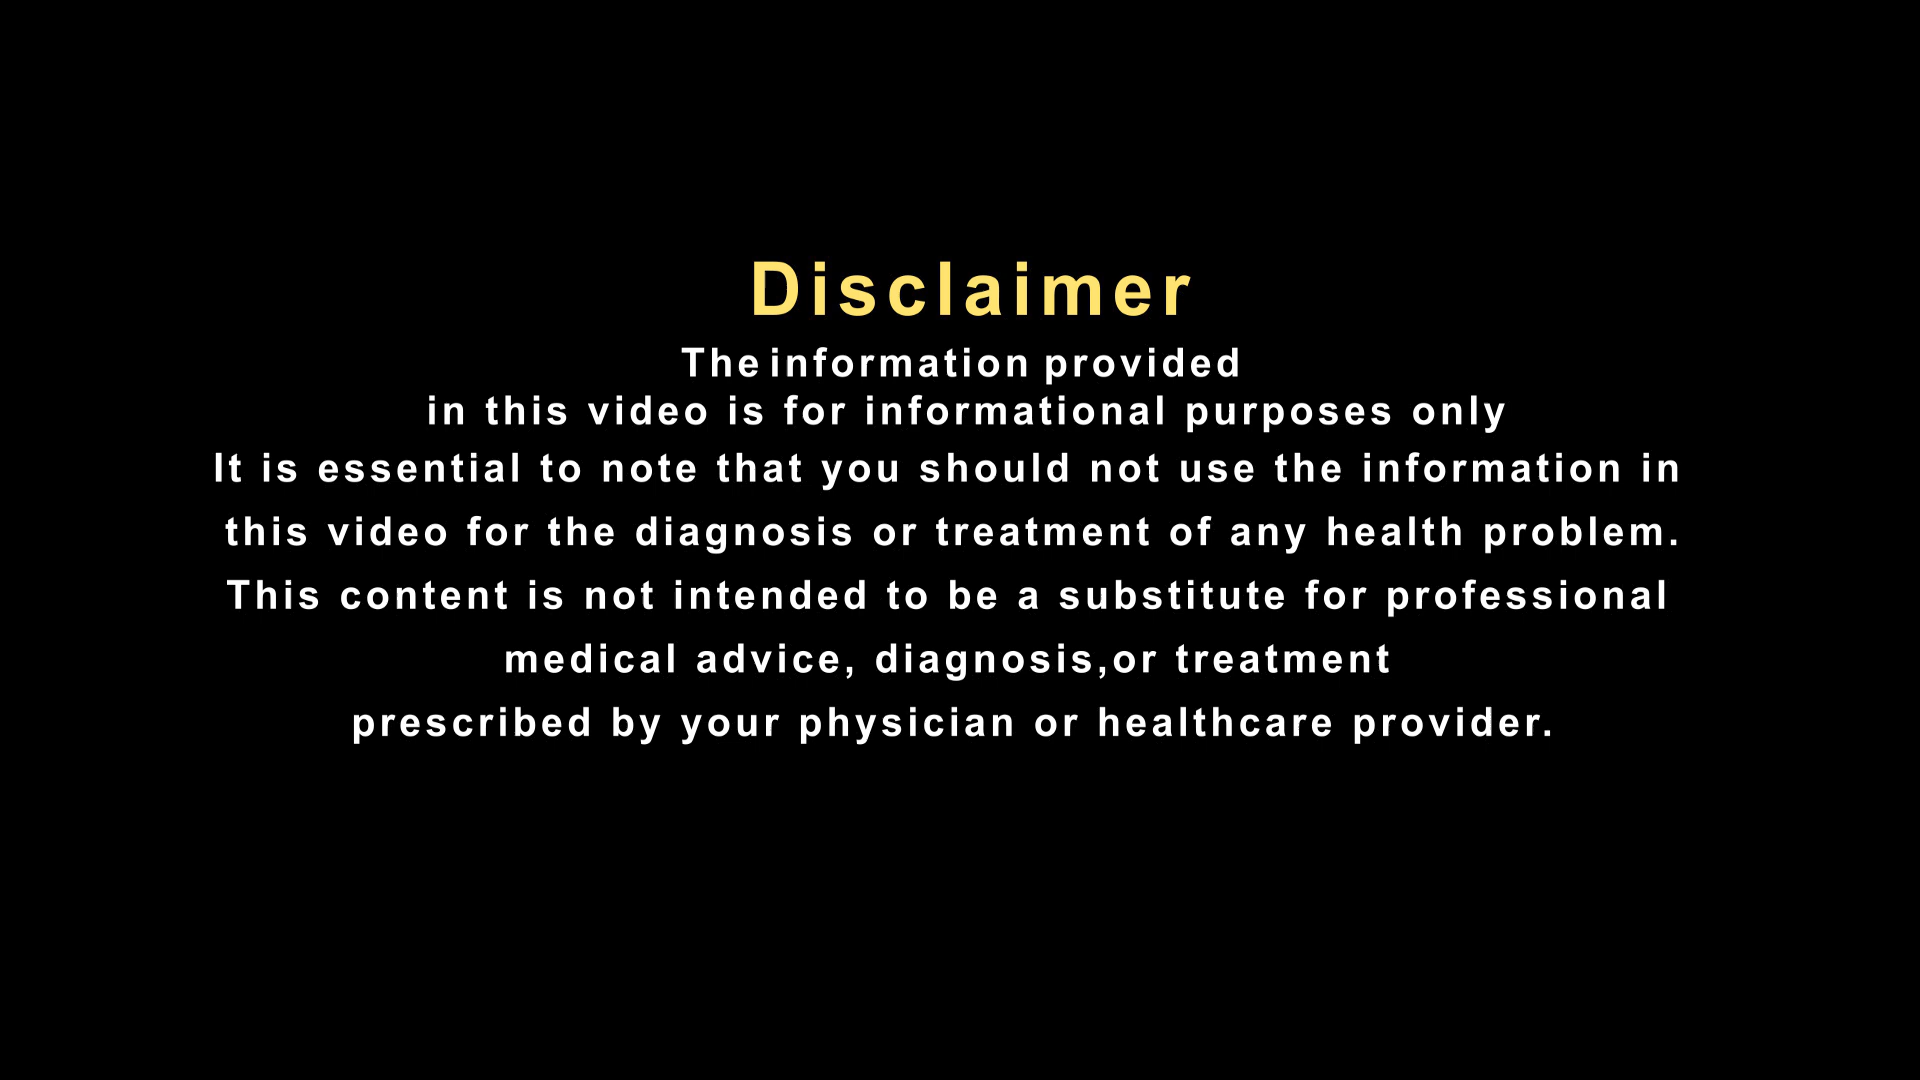 Disclaimer
The information provided
in this video is for informational purposes only
It is essential to note that you should not use the information in
this video for the diagnosis or treatment of any health problem.
This content is not intended to be a substitute for professional
medical advice, diagnosis,or treatment
prescribed by your physician or healthcare provider.